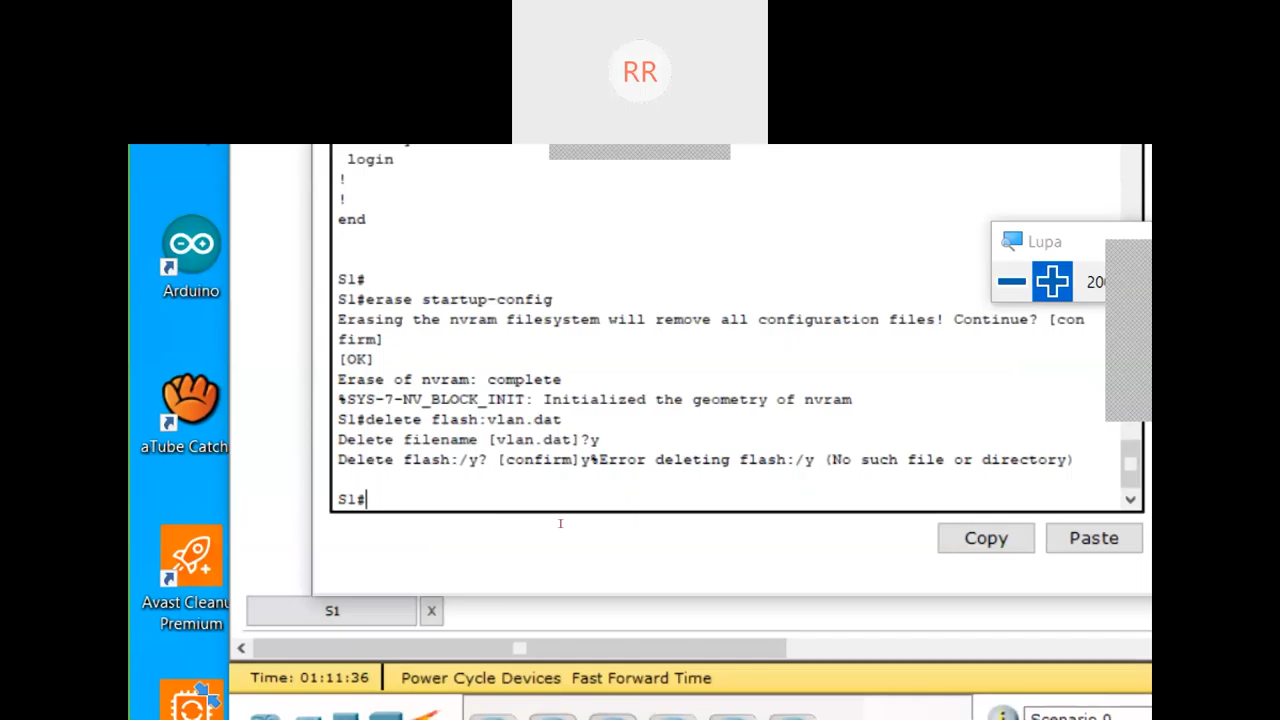 RR
login
!
!
end
S1#
S1#erase startup-config
Erasing the nvram filesystem will remove all configuration files! Continue? [con
firm]
[OK]
Erase of nvram: complete
%SYS-7-NV_BLOCK_INIT: Initialized the geometry of nvram
S1#delete flash:vlan.dat
Delete filename [vlan.dat]?y
Delete flash:/y? [confirm]y%Error deleting flash:/y (No such file or directory)
S1#
Lupa
Copy
Paste
S1
X
Time: 01:11:36
Power Cycle Devices Fast Forward Time
Scenario 0
Arduino
aTube Catch
Avast Cleanu
Premium